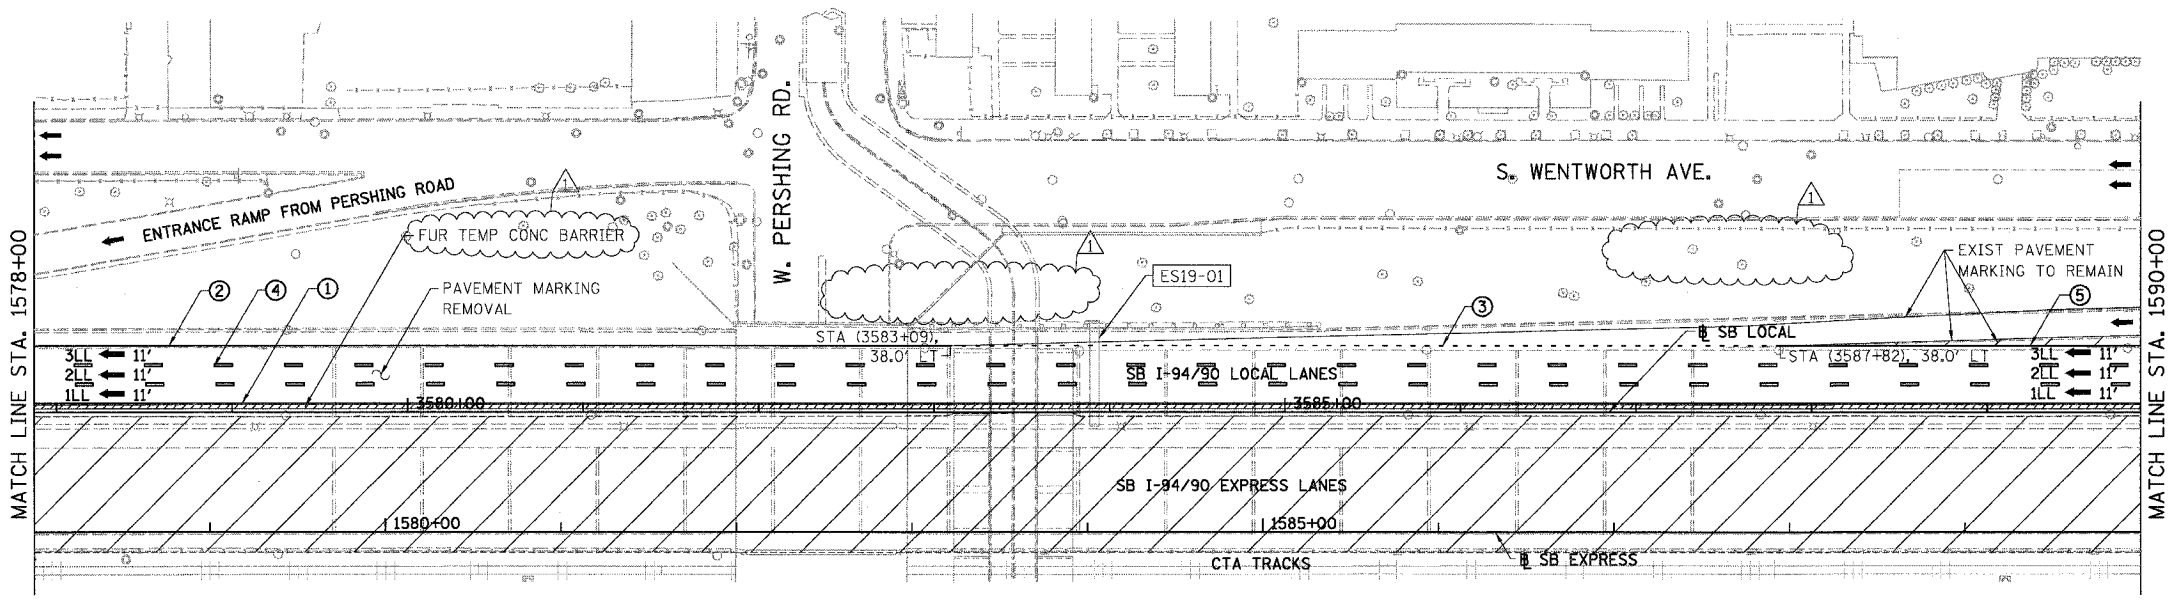 MATCH LINE STA. 1578+00
W. PERSHING RD.
S. WENTWORTH AVE.
1
1
1
ENTRANCE RAMP FROM PERSHING ROAD
FUR TEMP CONC BARRIER
ES19-01
EXIST PAVEMENT
MARKING TO REMAIN
2
4
1
PAVEMENT MARKING
REMOVAL
3
5
STA (3583+09),
38.0' LT
SB LOCAL
STA (3587+82), 38.0' LT
3LL 11'
2LL 11'
1LL 11'
SB I-94/90 LOCAL LANES
3LL 11'
2LL 11'
1LL 11'
3580+00
3585+00
SB I-94/90 EXPRESS LANES
1580+00
1585+00
CTA TRACKS
SB EXPRESS
MATCH LINE STA. 1590+00